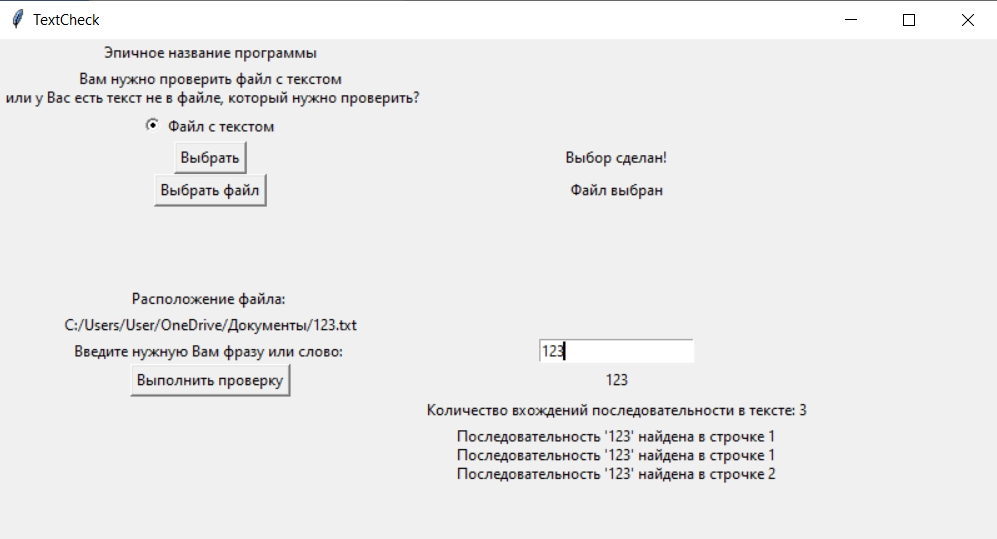 TextCheck
Эпичное название программы
Вам нужно проверить файл с текстом
или у Вас есть текст не в файле, который нужно проверить?
Файл с текстом
Выбрать
Выбор сделан!
Выбрать файл
Файл выбран
Расположение файла:
C:/Users/User/OneDrive/Документы/123.txt
Введите нужную Вам фразу или слово:
123
Выполнить проверку
123
Количество вхождений последовательности в тексте: 3
Последовательность '123' найдена в строчке 1
Последовательность '123' найдена в строчке 1
Последовательность '123' найдена в строчке 2